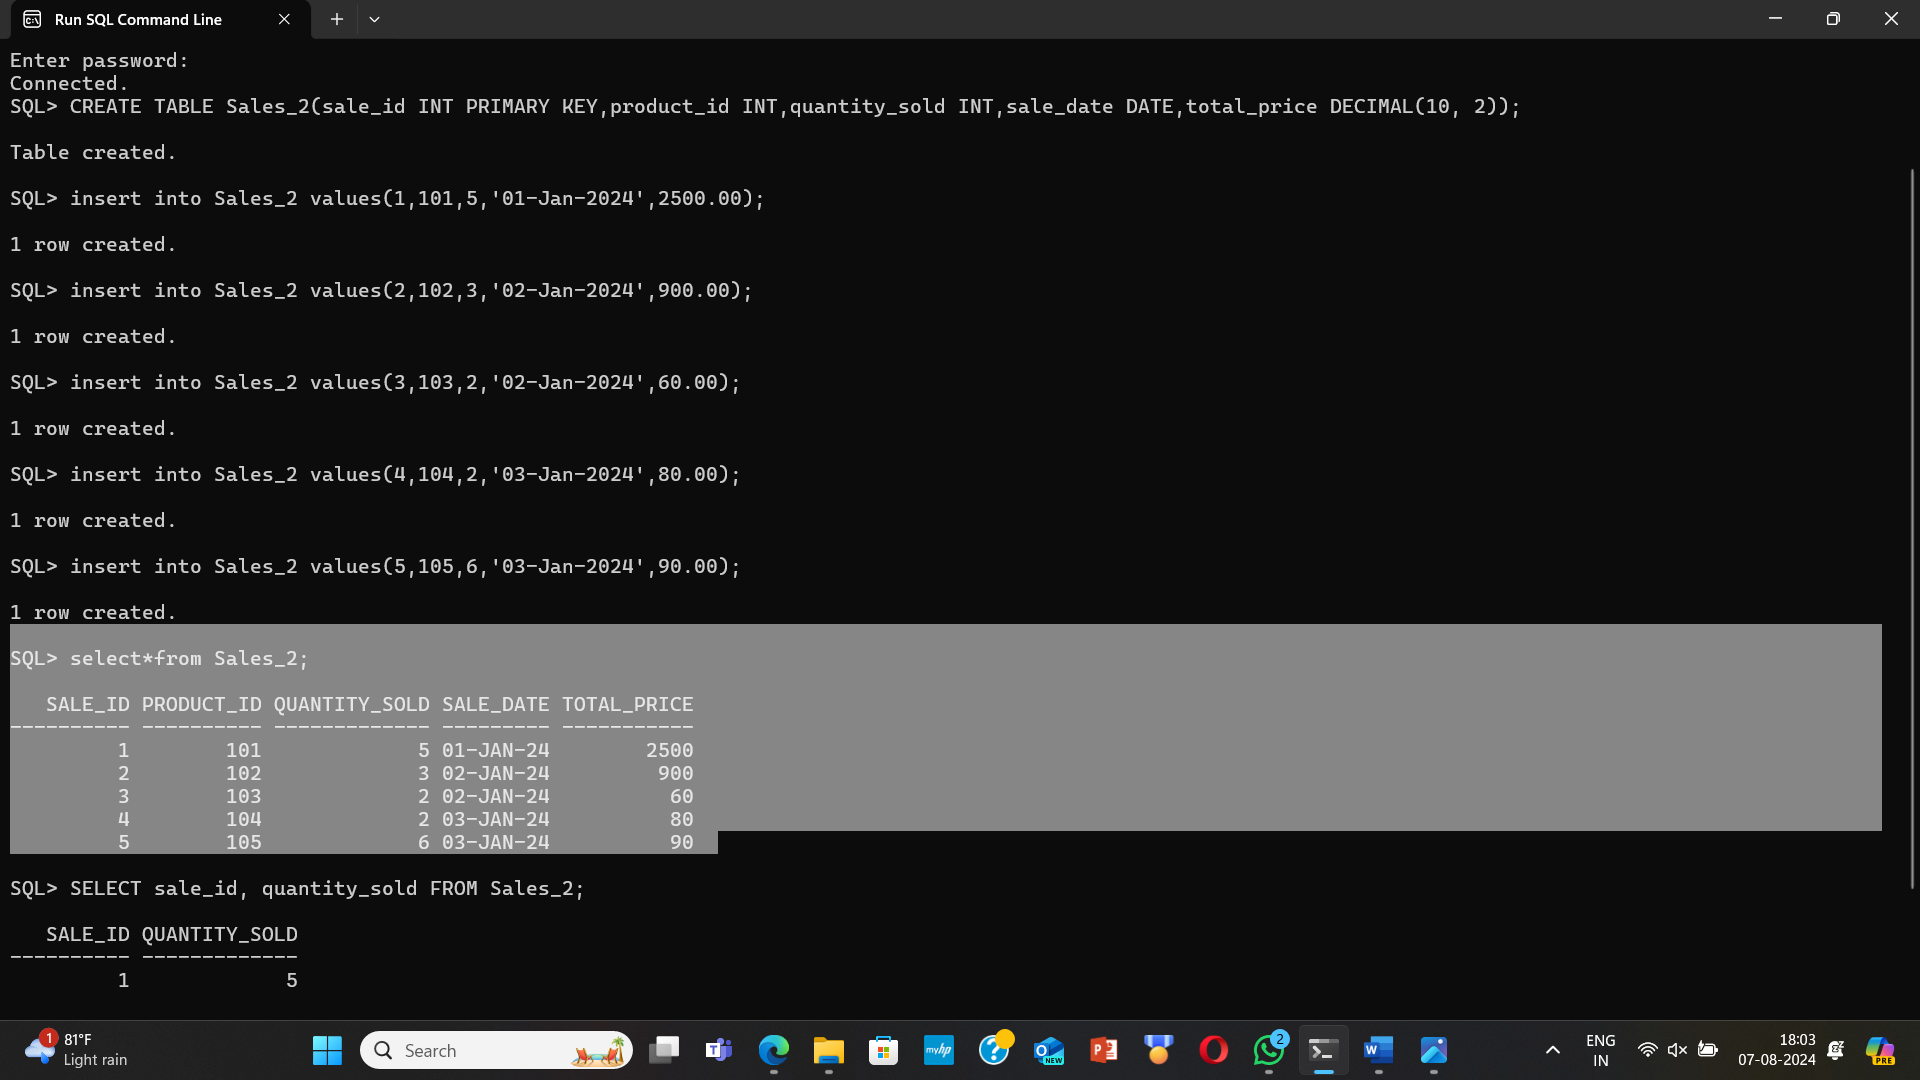 Run SQL Command Line
Enter password:
Connected.
SQL> CREATE TABLE Sales_2(sale_id INT PRIMARY KEY,product_id INT,quantity_sold INT,sale_date DATE,total_price DECIMAL(10, 2));
Table created.
SQL> insert into Sales_2 values(1,101,5,'01-Jan-2024',2500.00);
1 row created.
SQL> insert into Sales_2 values(2,102,3,'02-Jan-2024',900.00);
1 row created.
SQL> insert into Sales_2 values(3,103,2,'02-Jan-2024',60.00);
1 row created.
SQL> insert into Sales_2 values(4,104,2,'03-Jan-2024',80.00);
1 row created.
SQL> insert into Sales_2 values(5,105,6,'03-Jan-2024',90.00);
1 row created.
SQL> select*from Sales_2;
SALE_ID PRODUCT_ID QUANTITY_SOLD SALE_DATE TOTAL_PRICE
---------- ---------- ------------- --------- -----------
1 101 5 01-JAN-24 2500
2 102 3 02-JAN-24 900
3 103 2 02-JAN-24 60
4 104 2 03-JAN-24 80
5 105 6 03-JAN-24 90
SQL> SELECT sale_id, quantity_sold FROM Sales_2;
SALE_ID QUANTITY_SOLD
---------- -------------
1 5
1 81°F
Light rain
Search
myhp
NEW
2
ENG
IN
18:03
07-08-2024
PRE